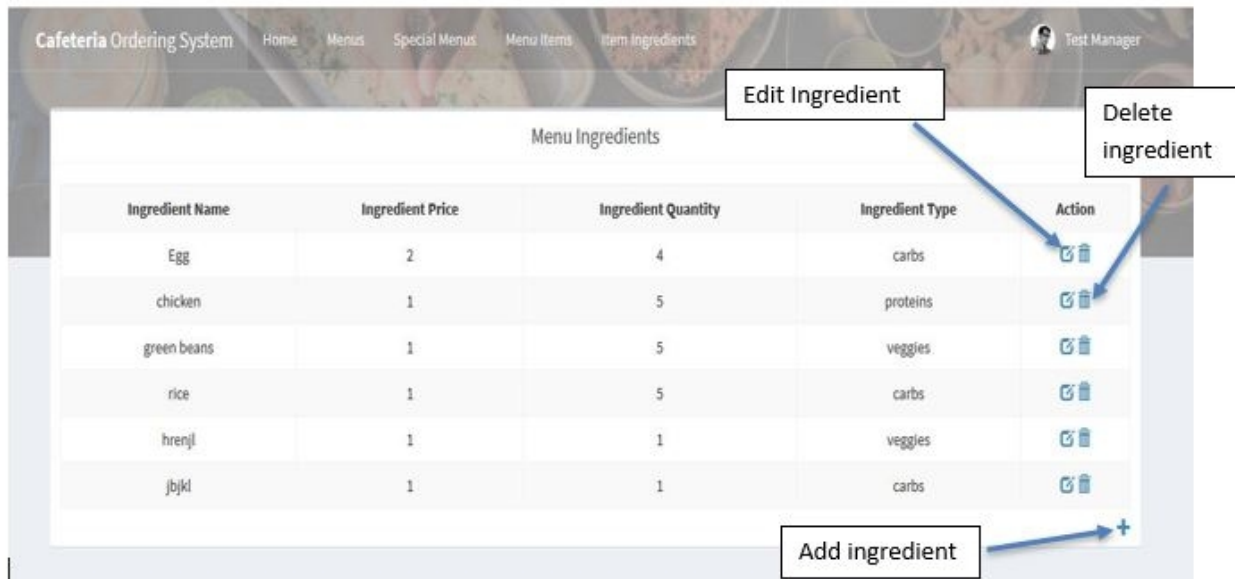 Cafeteria Ordering System Home Menus Special Menus Menu Items Item Ingredients Test Manager
Edit Ingredient
Delete
ingredient
Menu Ingredients
Ingredient Name Ingredient Price Ingredient Quantity Ingredient Type Action
Egg 2 4 carbs
chicken 1 5 proteins
green beans 1 5 veggies
rice 1 5 carbs
hrenjl 1 1 veggies
jbjkl 1 1 carbs
Add ingredient